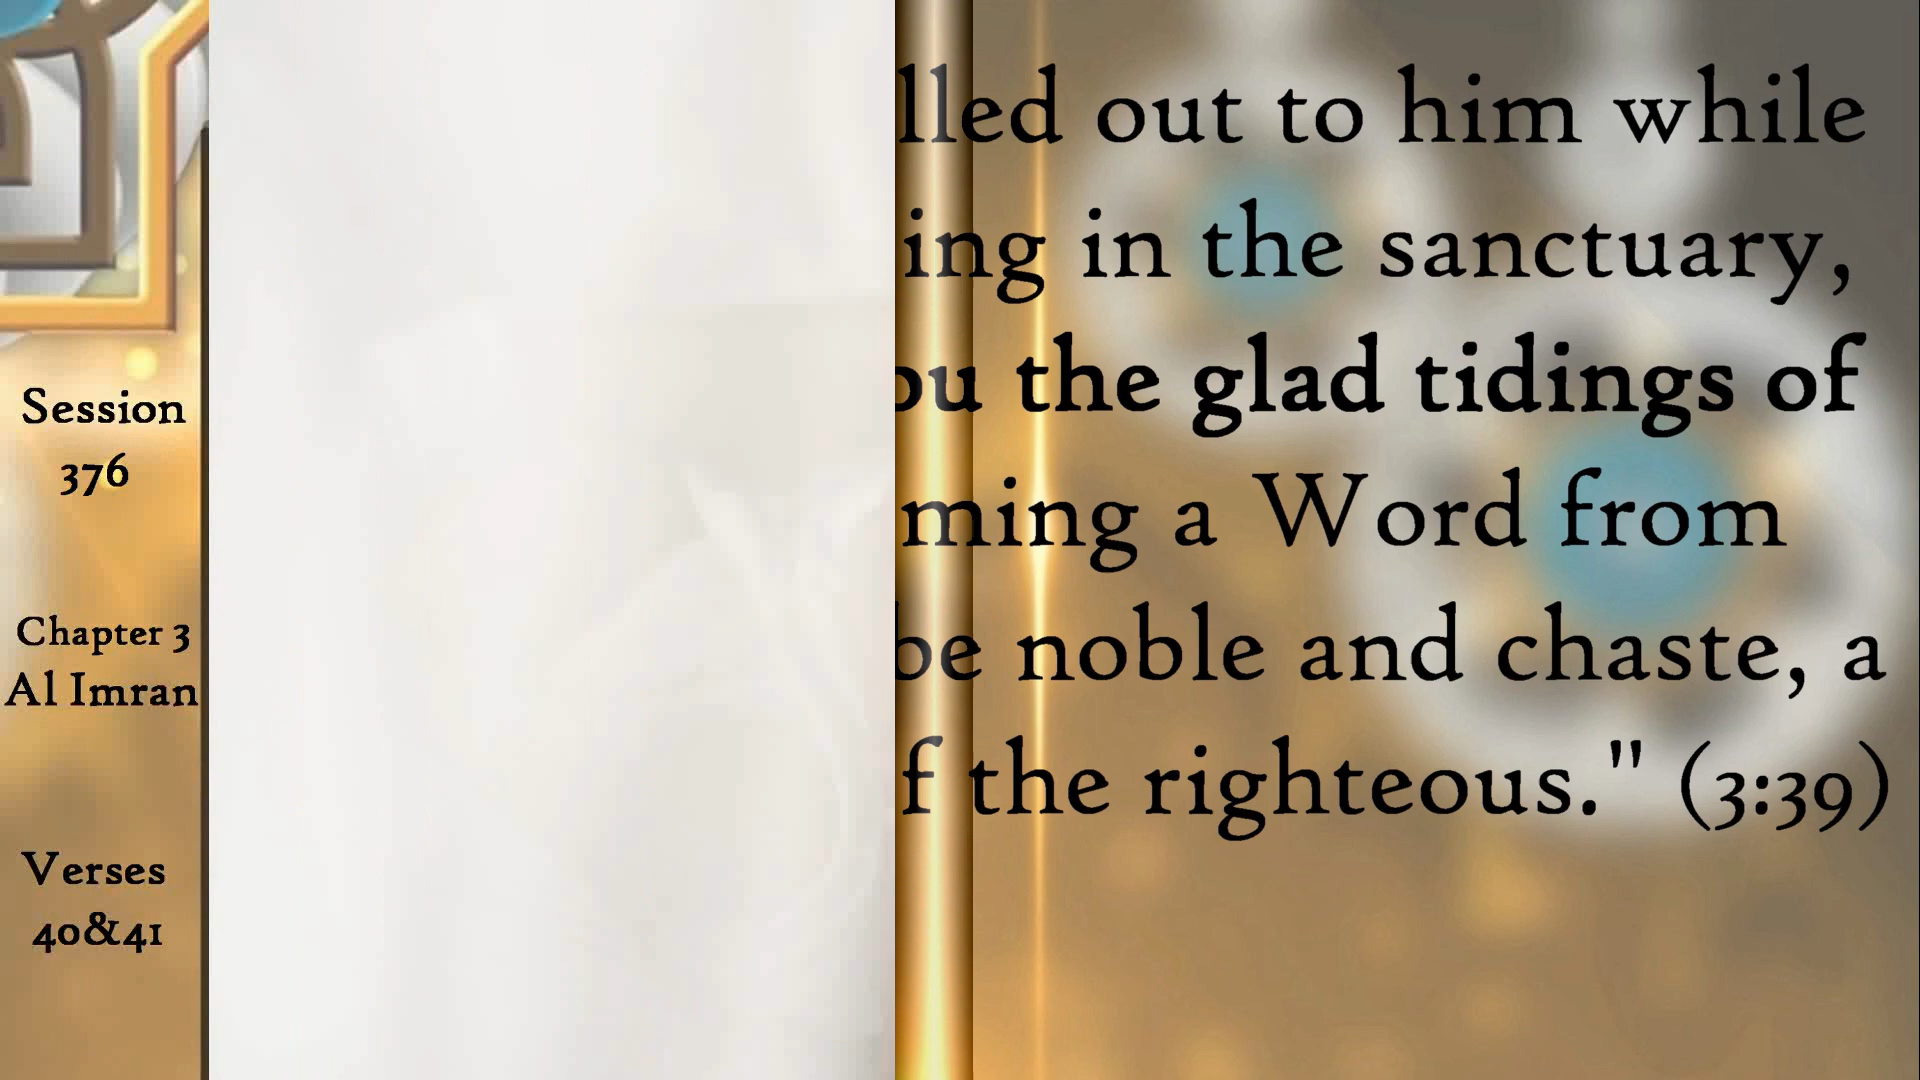 Session
376
Chapter 3
Al Imran
Verses
40&41
lled out to him while
ing in the sanctuary,
ou the glad tidings of
ming a Word from
be noble and chaste, a
f the righteous." (3:39)